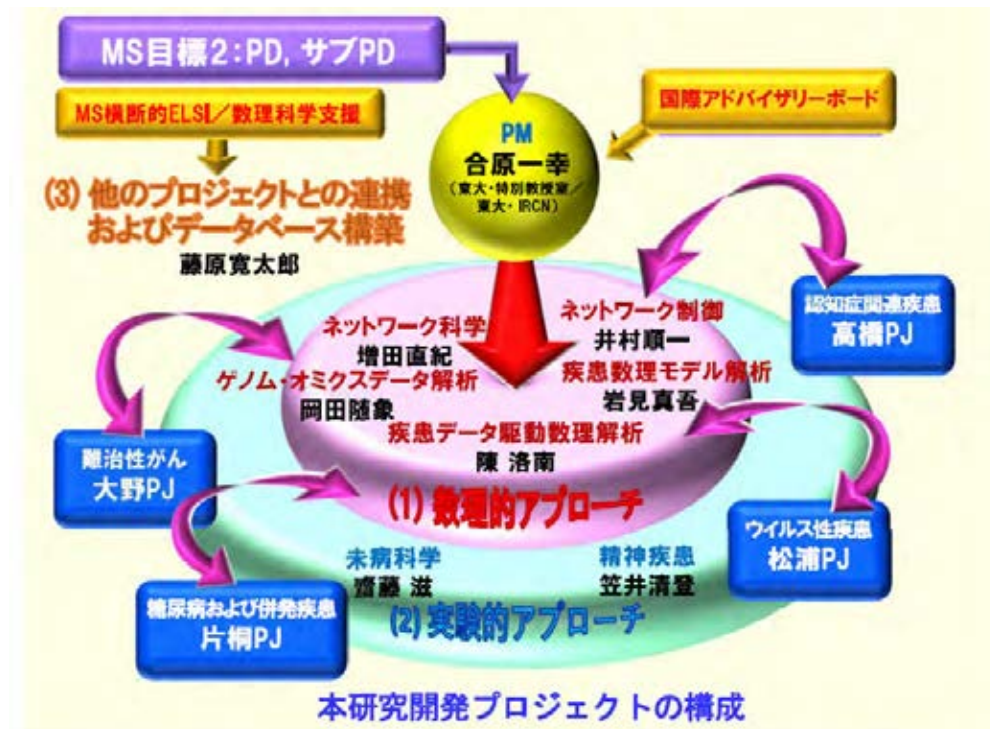 MS目標2：PD, サブPD
MS横断的ELSI／数理科学支援
国際アドバイザリーボード
PM
合原一幸
（東大・特別教授室／
東大・IRCN）
(3) 他のプロジェクトとの連携
およびデータベース構築
藤原寛太郎
認知症関連疾患
高橋PJ
ネットワーク科学
増田直紀
ネットワーク制御
井村順一
ゲノム・オミクスデータ解析
岡田随象
疾患数理モデル解析
岩見真吾
疾患データ駆動数理解析
陳 洛南
(1) 数理的アプローチ
難治性がん
大野PJ
ウイルス性疾患
松浦PJ
未病科学
齋藤 滋
精神疾患
笠井清登
(2) 実験的アプローチ
糖尿病および併発疾患
片桐PJ
本研究開発プロジェクトの構成